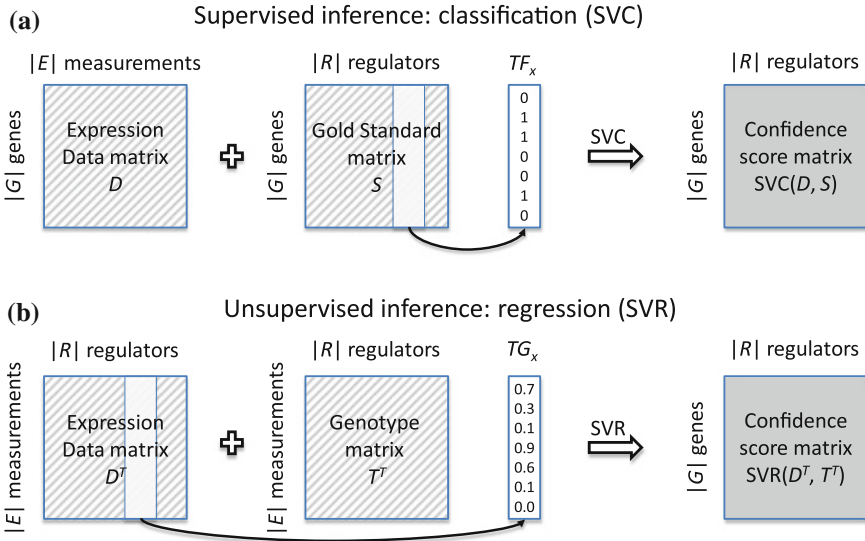 (a)
Supervised inference: classification (SVC)
|E| measurements
|G| genes
Expression
Data matrix
D
|R| regulators
|G| genes
Gold Standard
matrix
S
TFx
0
1
1
0
0
1
0
SVC
|R| regulators
|G| genes
Confidence
score matrix
SVC(D, S)
(b)
Unsupervised inference: regression (SVR)
|R| regulators
|E| measurements
Expression
Data matrix
D^T
|R| regulators
|E| measurements
Genotype
matrix
T^T
TGx
0.7
0.3
0.1
0.9
0.6
0.1
0.0
SVR
|R| regulators
|G| genes
Confidence
score matrix
SVR(D^T, T^T)